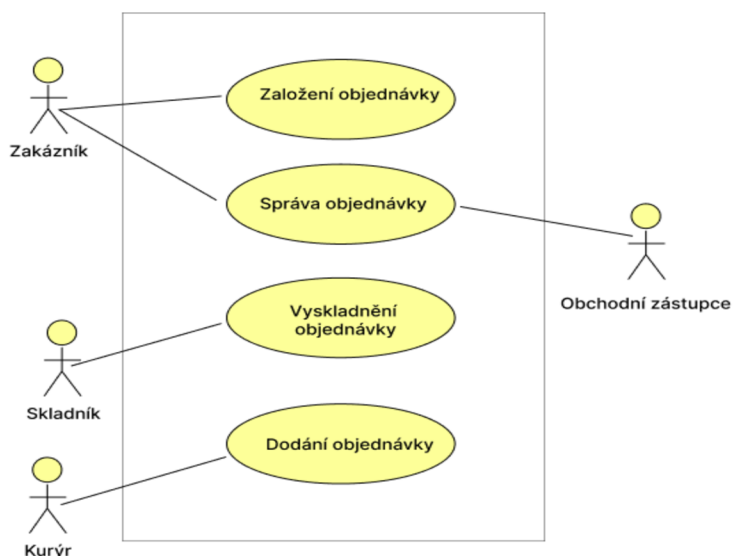 Založení objednávky
Zakázník
Správa objednávky
Obchodní zástupce
Vyskladnění
objednávky
Skladník
Dodání objednávky
Kurýr